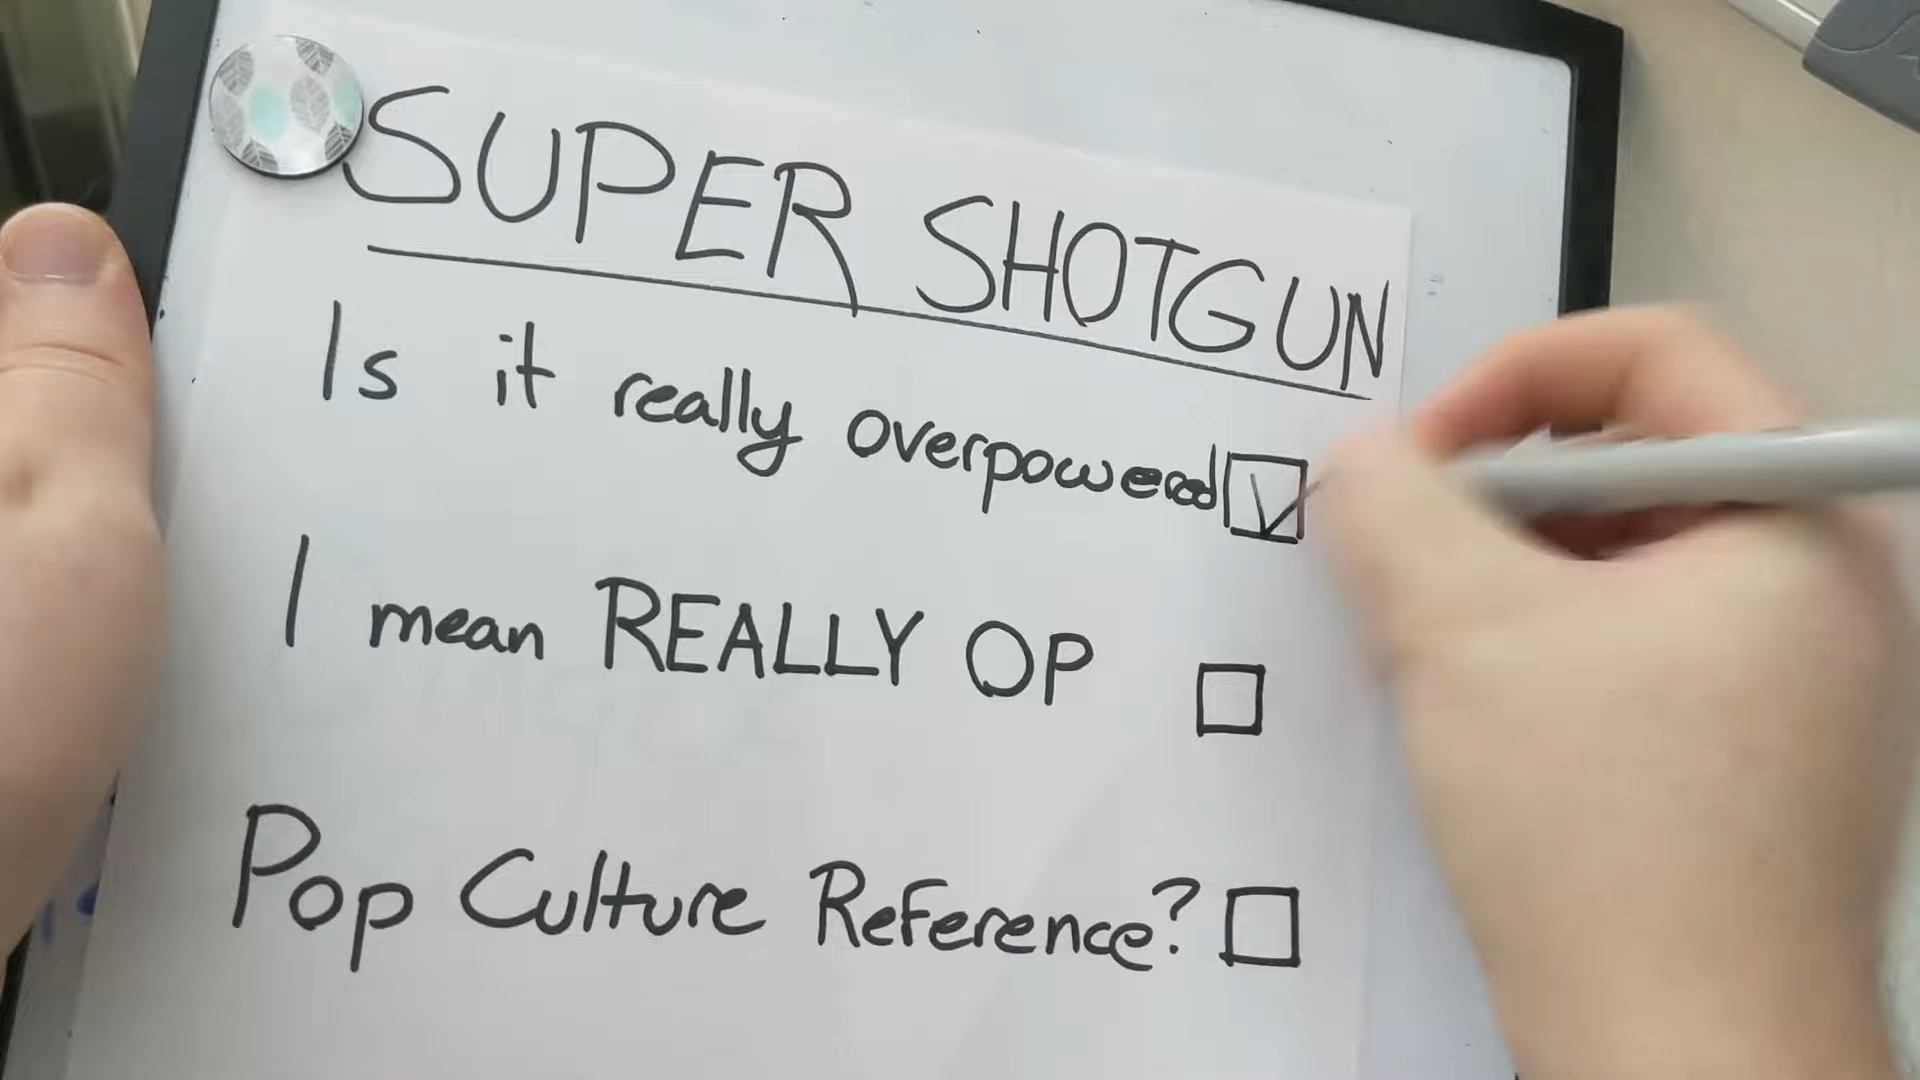 SUPER SHOTGUN
Is it really overpowered
I mean REALLY OP
Pop Culture Reference?